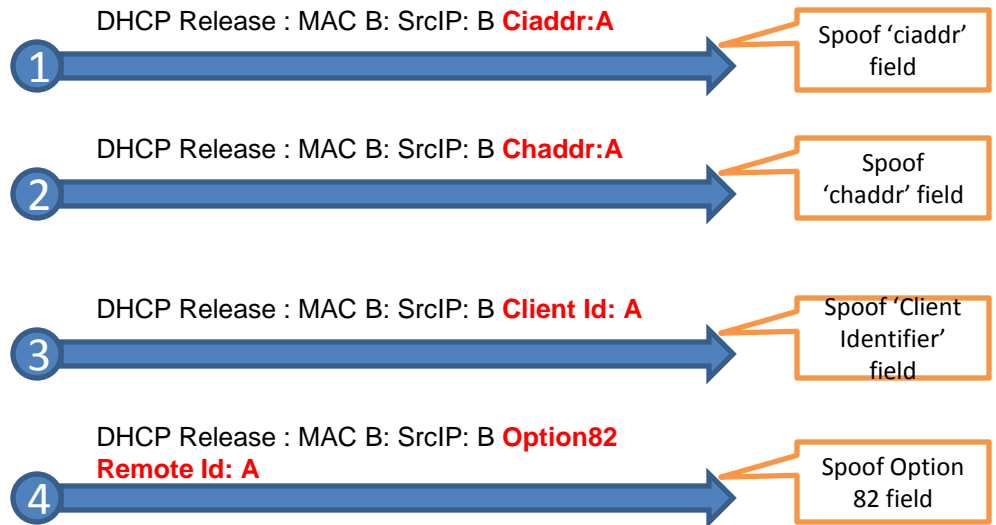 DHCP Release : MAC B: SrcIP: B Ciaddr:A
1
Spoof ‘ciaddr’
field
DHCP Release : MAC B: SrcIP: B Chaddr:A
2
Spoof
‘chaddr’ field
DHCP Release : MAC B: SrcIP: B Client Id: A
3
Spoof ‘Client
Identifier’
field
DHCP Release : MAC B: SrcIP: B Option82
Remote Id: A
4
Spoof Option
82 field